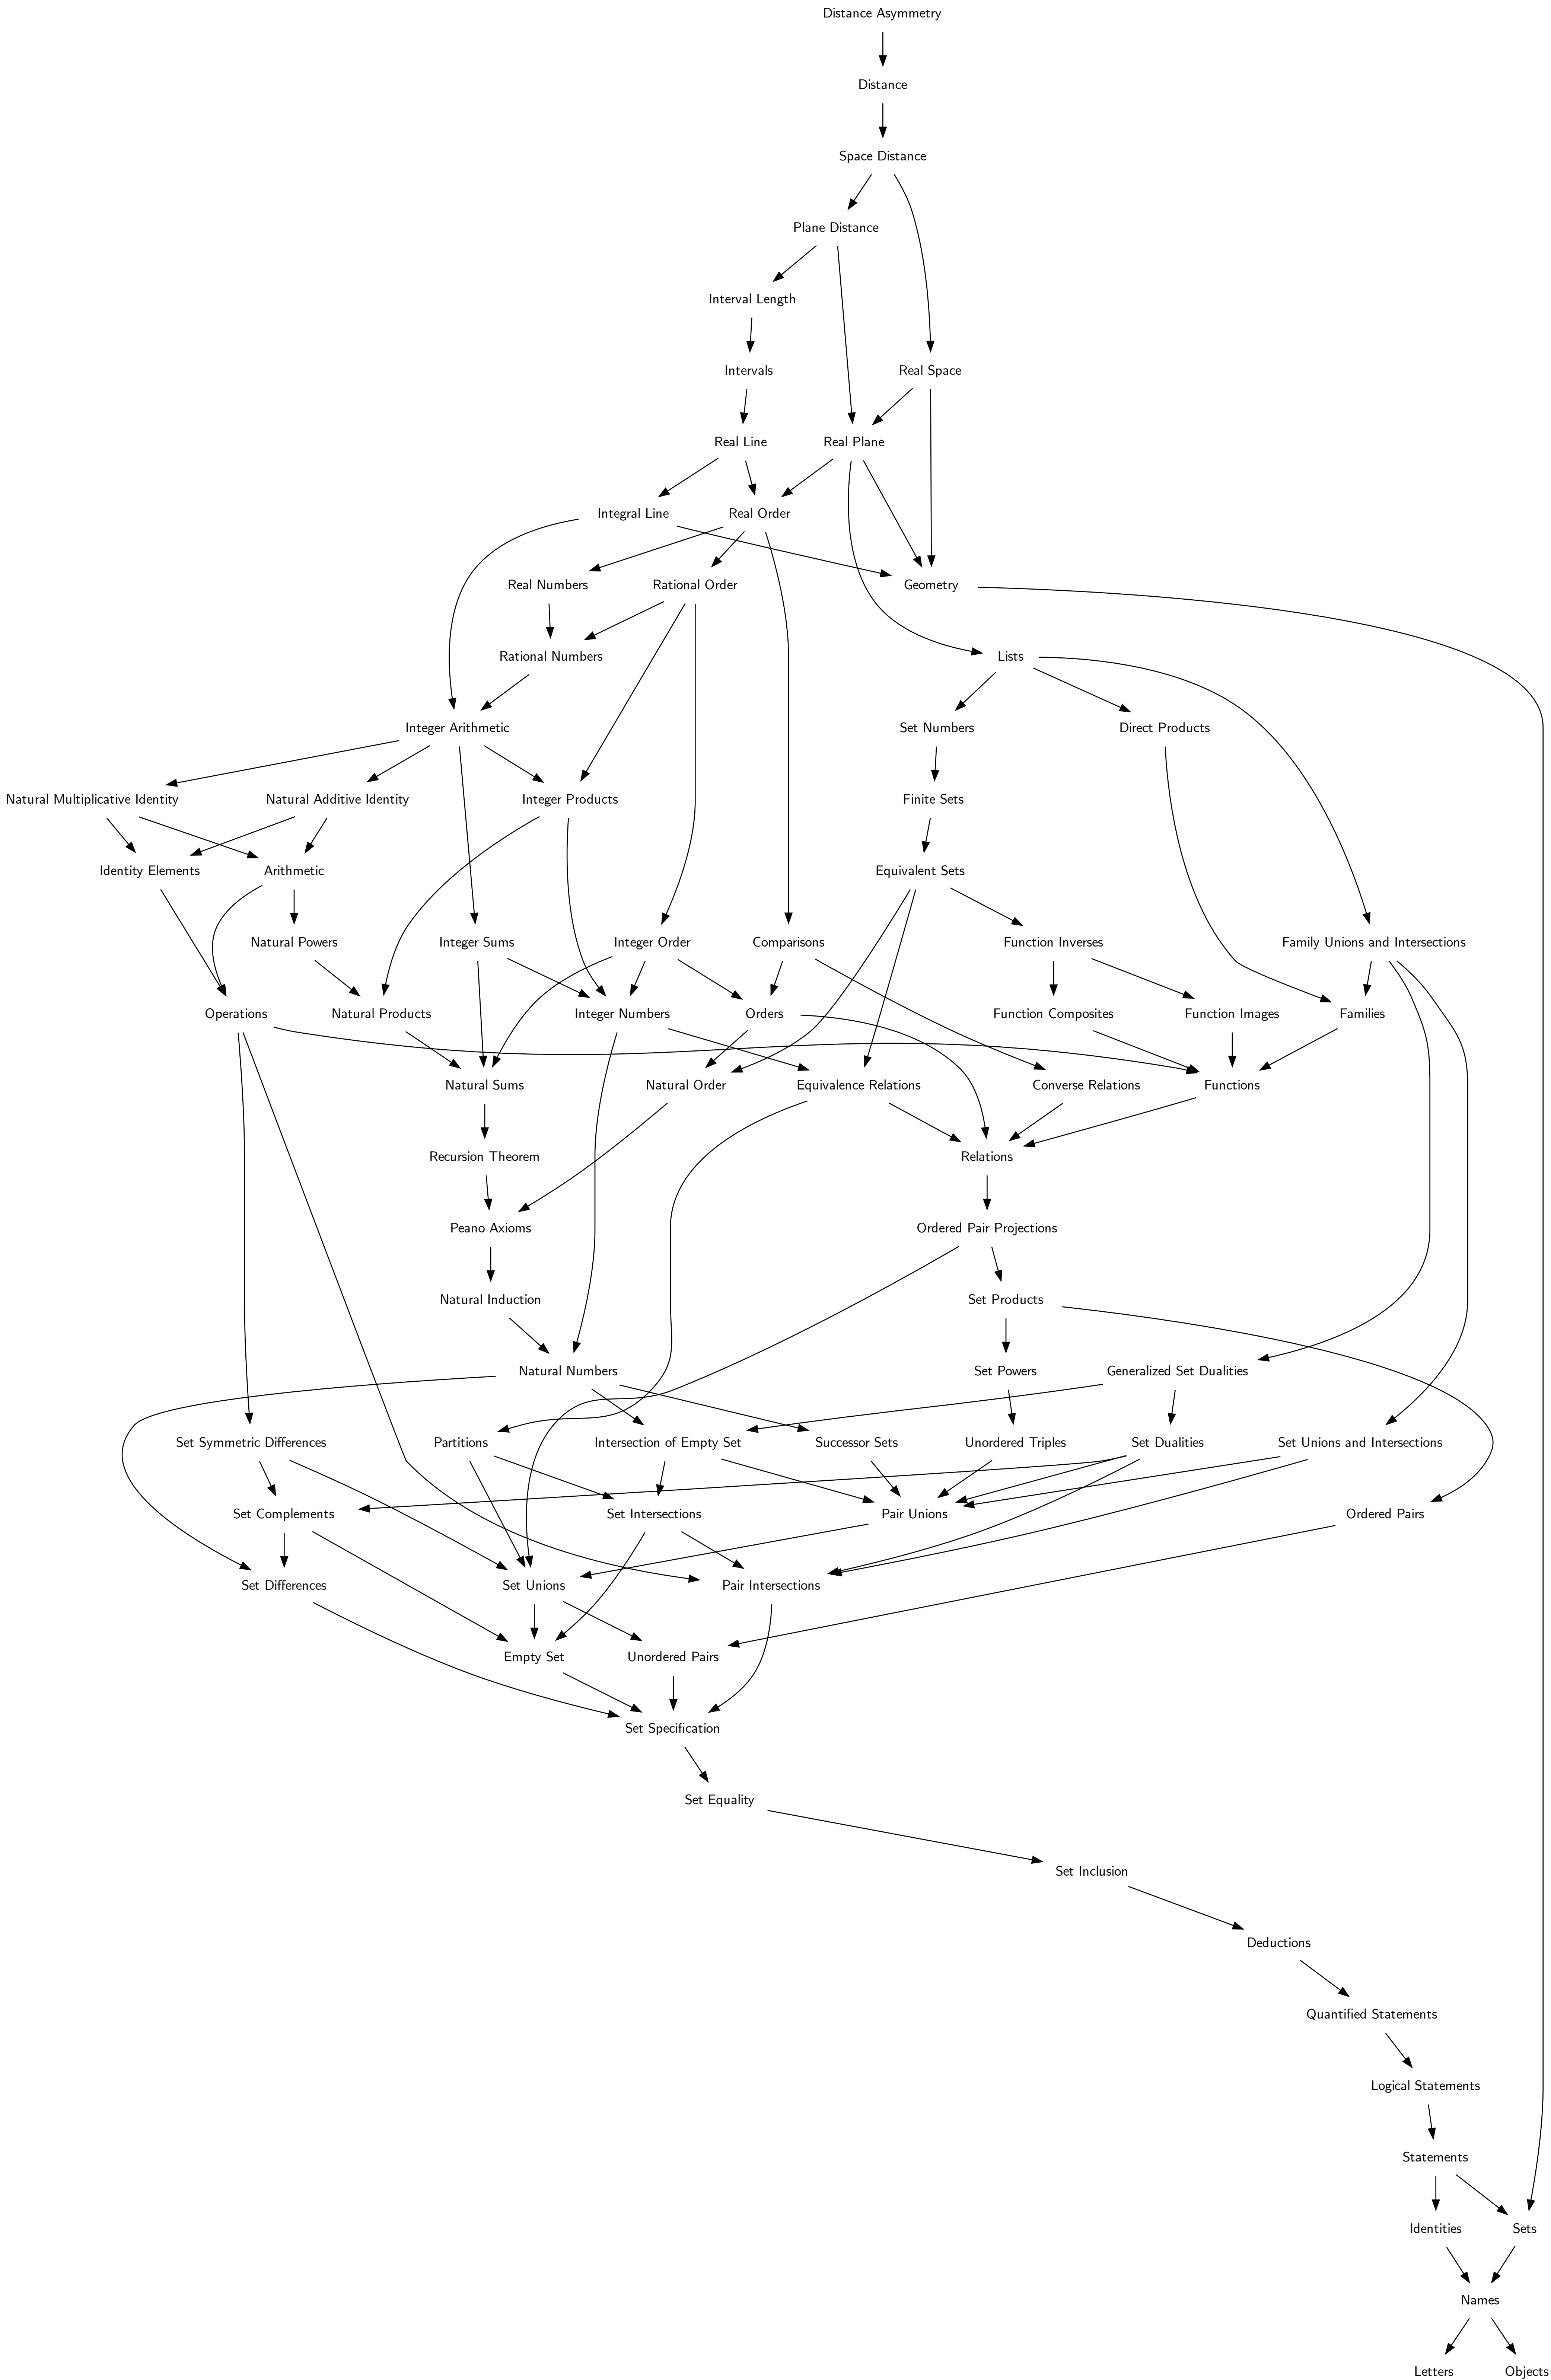 Distance Asymmetry
Distance
Space Distance
Plane Distance
Interval Length
Intervals
Real Space
Real Line
Real Plane
Integral Line
Real Order
Real Numbers
Rational Order
Geometry
Rational Numbers
Lists
Integer Arithmetic
Set Numbers
Direct Products
Natural Multiplicative Identity
Natural Additive Identity
Integer Products
Finite Sets
Identity Elements
Arithmetic
Equivalent Sets
Natural Powers
Integer Sums
Integer Order
Comparisons
Function Inverses
Family Unions and Intersections
Operations
Natural Products
Integer Numbers
Orders
Function Composites
Function Images
Families
Natural Sums
Natural Order
Equivalence Relations
Converse Relations
Functions
Recursion Theorem
Relations
Peano Axioms
Ordered Pair Projections
Natural Induction
Set Products
Natural Numbers
Set Powers
Generalized Set Dualities
Set Symmetric Differences
Partitions
Intersection of Empty Set
Successor Sets
Unordered Triples
Set Dualities
Set Unions and Intersections
Set Complements
Set Intersections
Pair Unions
Ordered Pairs
Set Differences
Set Unions
Pair Intersections
Empty Set
Unordered Pairs
Set Specification
Set Equality
Set Inclusion
Deductions
Quantified Statements
Logical Statements
Statements
Identities
Sets
Names
Letters
Objects